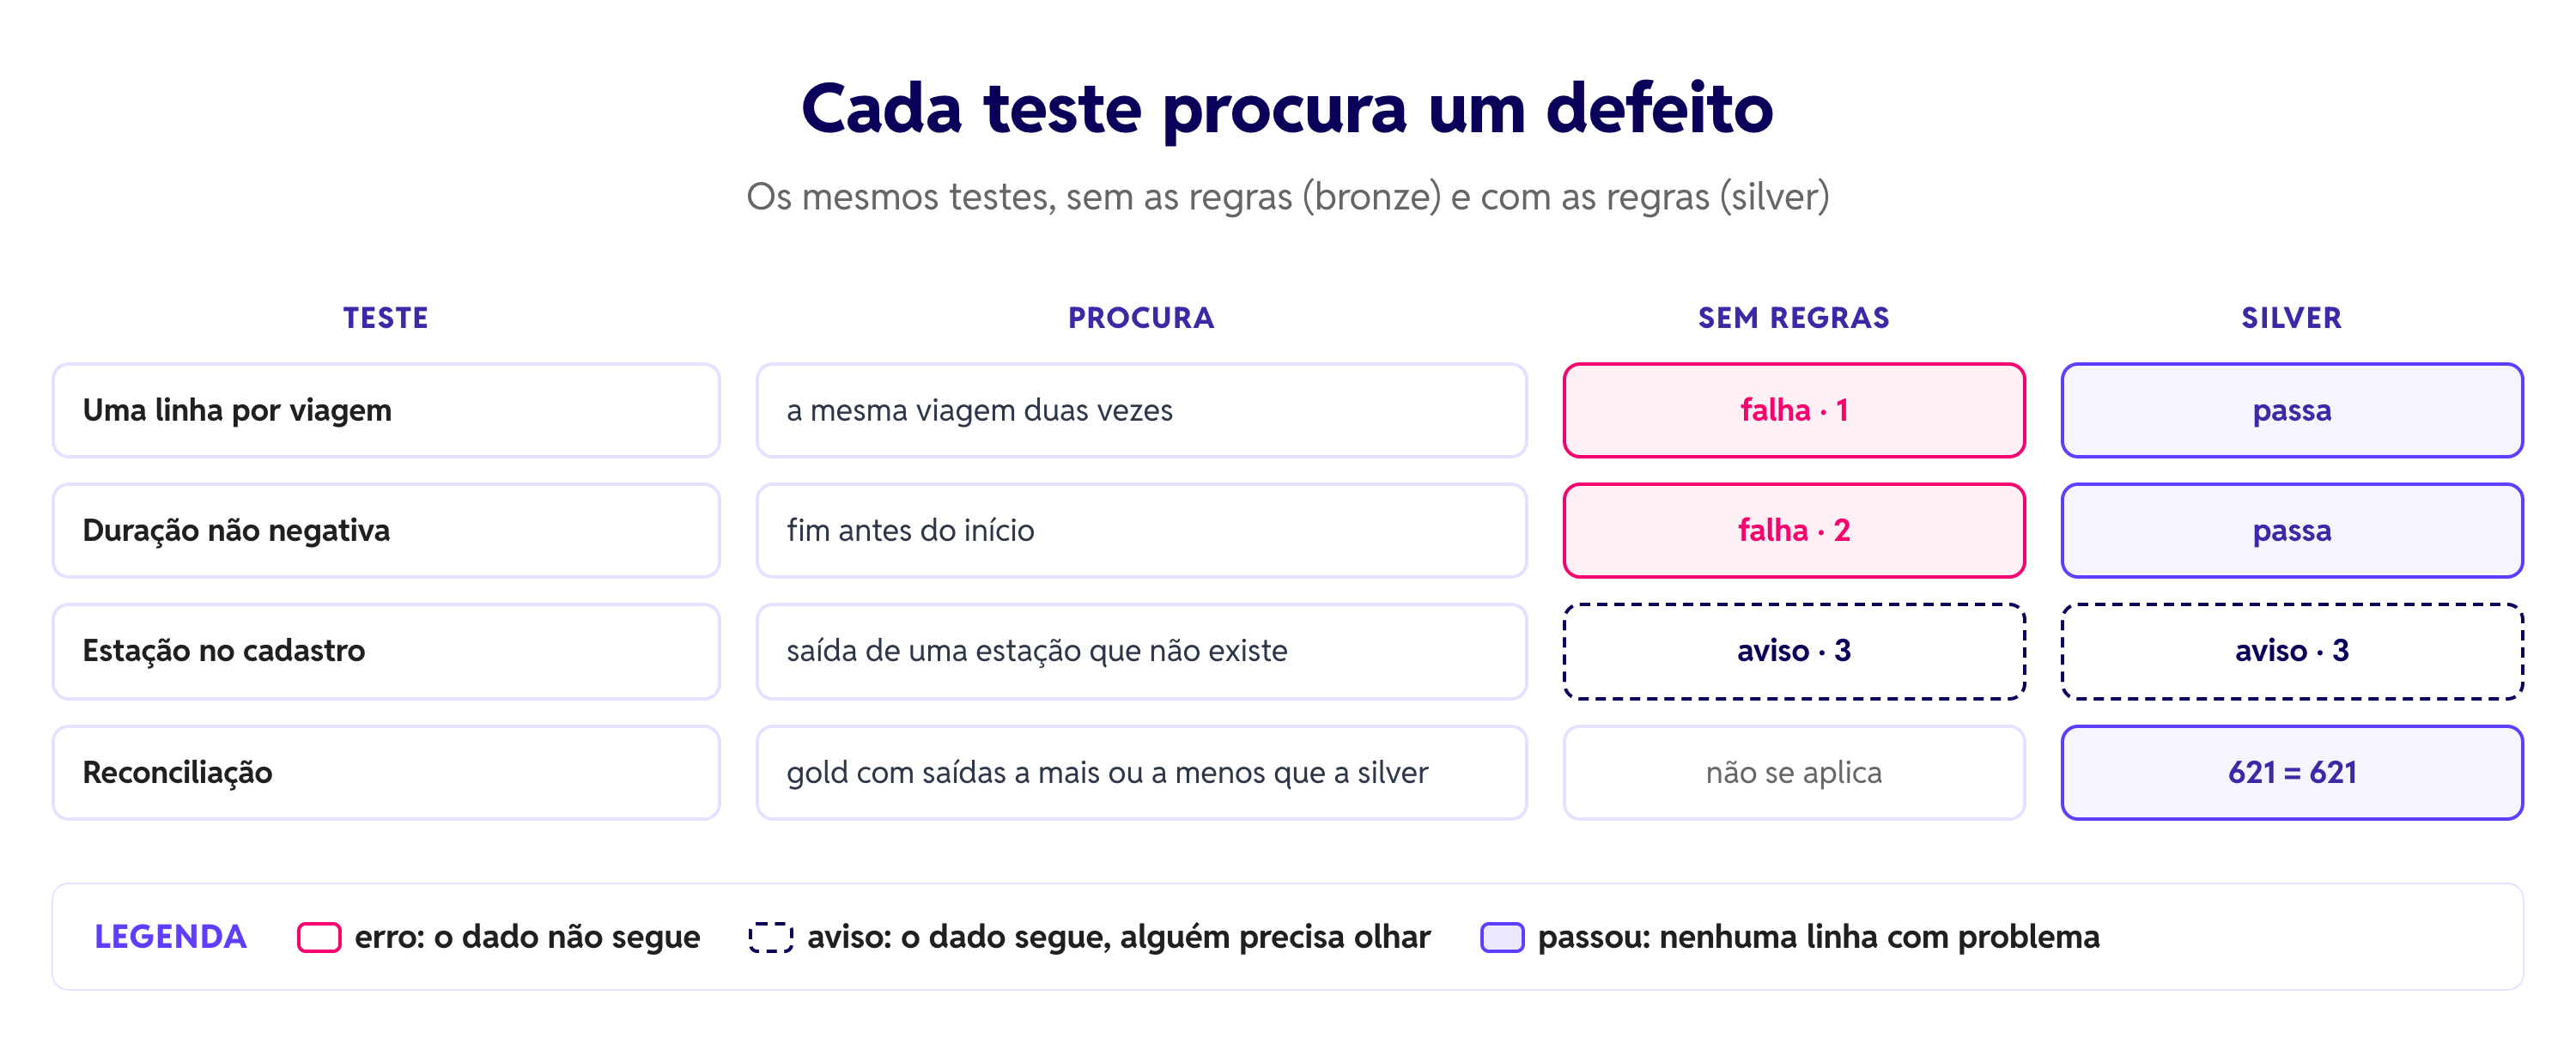 Cada teste procura um defeito
Os mesmos testes, sem as regras (bronze) e com as regras (silver)
TESTE PROCURA SEM REGRAS SILVER
Uma linha por viagem a mesma viagem duas vezes falha · 1 passa
Duração não negativa fim antes do início falha · 2 passa
Estação no cadastro saída de uma estação que não existe aviso · 3 aviso · 3
Reconciliação gold com saídas a mais ou a menos que a silver não se aplica 621 = 621
LEGENDA erro: o dado não segue aviso: o dado segue, alguém precisa olhar passou: nenhuma linha com problema